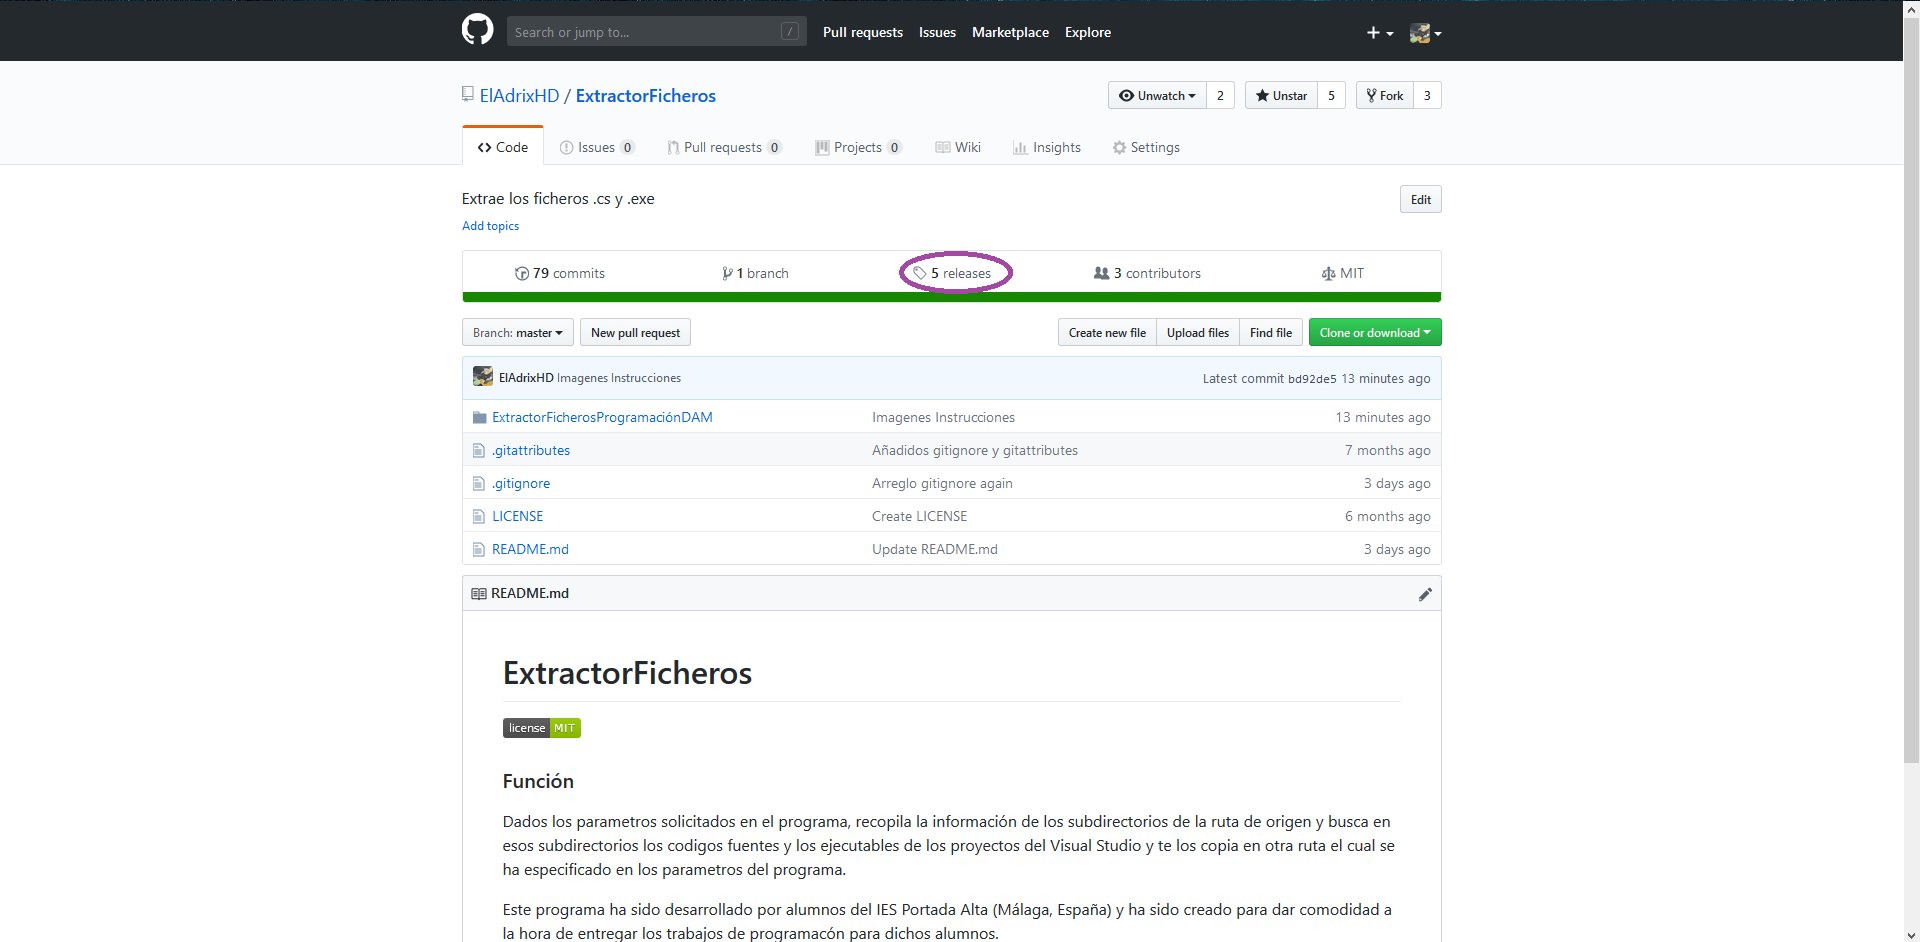 Search or jump to... /
Pull requests Issues Marketplace Explore
ElAdrixHD / ExtractorFicheros
Unwatch 2 Unstar 5 Fork 3
Code Issues 0 Pull requests 0 Projects 0 Wiki Insights Settings
Extrae los ficheros .cs y .exe
Edit
Add topics
79 commits 1 branch 5 releases 3 contributors MIT
Branch: master New pull request Create new file Upload files Find file Clone or download
ElAdrixHD Imagenes Instrucciones Latest commit bd92de5 13 minutes ago
ExtractorFicherosProgramaciónDAM Imagenes Instrucciones 13 minutes ago
.gitattributes Añadidos gitignore y gitattributes 7 months ago
.gitignore Arreglo gitignore again 3 days ago
LICENSE Create LICENSE 6 months ago
README.md Update README.md 3 days ago
README.md
ExtractorFicheros
license MIT
Función
Dados los parametros solicitados en el programa, recopila la información de los subdirectorios de la ruta de origen y busca en
esos subdirectorios los codigos fuentes y los ejecutables de los proyectos del Visual Studio y te los copia en otra ruta el cual se
ha especificado en los parametros del programa.
Este programa ha sido desarrollado por alumnos del IES Portada Alta (Málaga, España) y ha sido creado para dar comodidad a
la hora de entregar los trabajos de programacón para dichos alumnos.